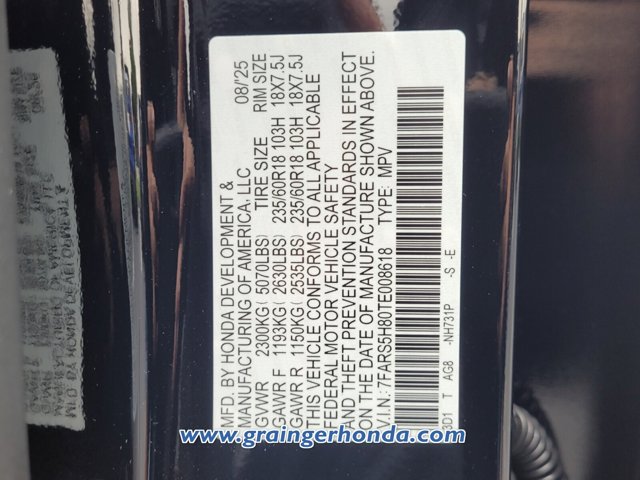 MFD. BY HONDA DEVELOPMENT &
MANUFACTURING OF AMERICA, LLC 08/25
GVWR 2300KG( 5070LBS) TIRE SIZE RIM SIZE
GAWR F 1193KG( 2630LBS) 235/60R18 103H 18X7.5J
GAWR R 1150KG( 2535LBS) 235/60R18 103H 18X7.5J
THIS VEHICLE CONFORMS TO ALL APPLICABLE
FEDERAL MOTOR VEHICLE SAFETY
AND THEFT PREVENTION STANDARDS IN EFFECT
ON THE DATE OF MANUFACTURE SHOWN ABOVE.
V.I.N.: 7FARS5H80TE008618 TYPE: MPV
3D1 T AG8 -NH731P -S -E
www.graingerhonda.com